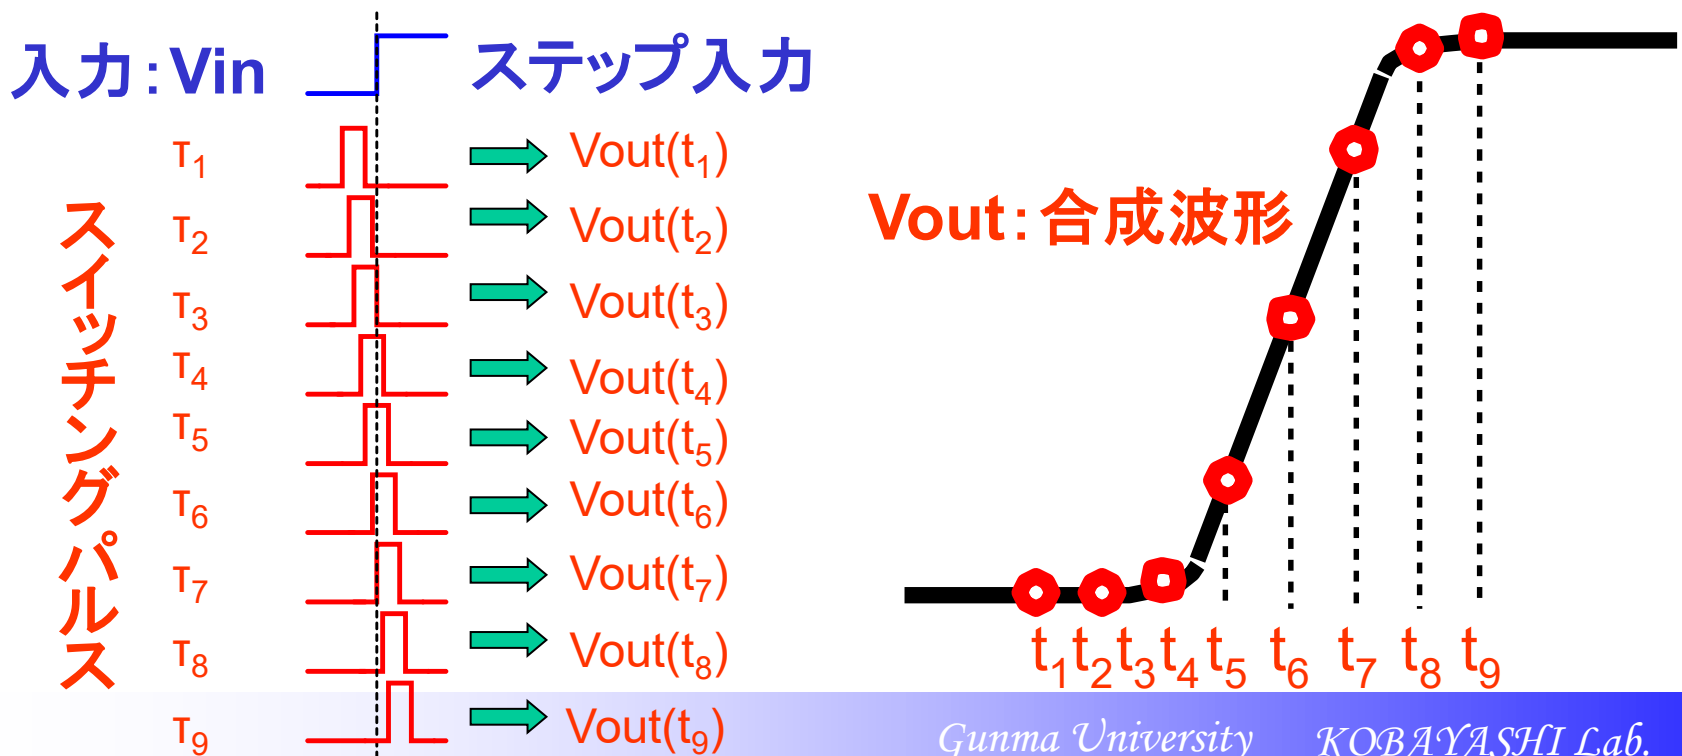 入力:Vin
ステップ入力
スイッチングパルス
τ1
Vout(t1)
τ2
Vout(t2)
τ3
Vout(t3)
τ4
Vout(t4)
τ5
Vout(t5)
τ6
Vout(t6)
τ7
Vout(t7)
τ8
Vout(t8)
τ9
Vout(t9)
Vout:合成波形
t1 t2 t3 t4 t5 t6 t7 t8 t9
Gunma University KOBAYASHI Lab.